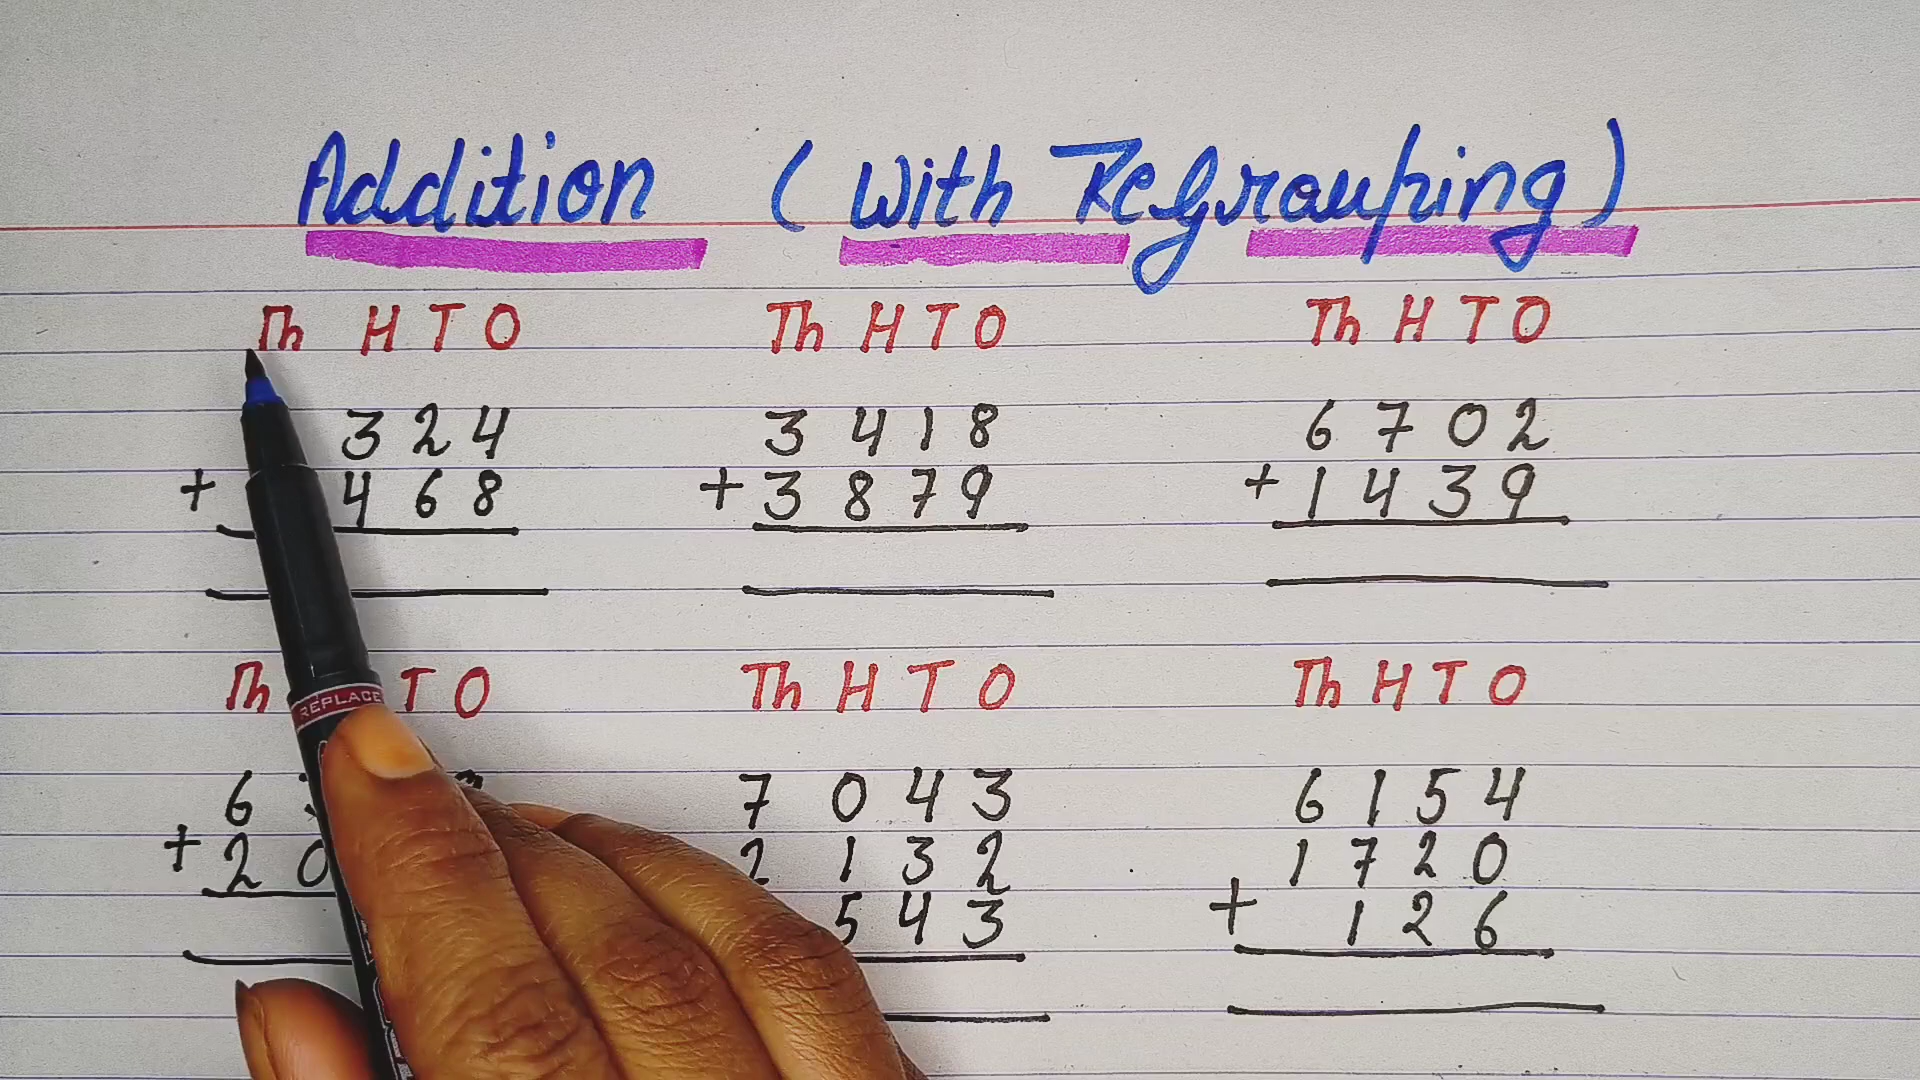 Addition (With Regrouping)
Th H T O Th H T O Th H T O
3 2 4 3 4 1 8 6 7 0 2
+ 4 6 8 + 3 8 7 9 + 1 4 3 9
Th T O Th H T O Th H T O
REPLACE
6 7 0 4 3 6 1 5 4
+ 2 0 2 1 3 2 1 7 2 0
5 4 3 + 1 2 6